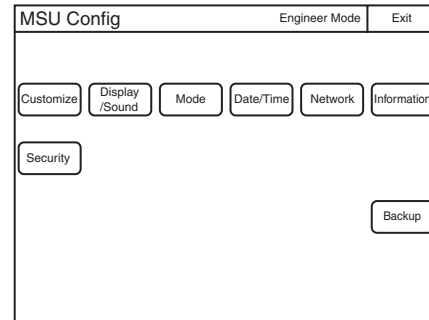 MSU Config Engineer Mode Exit
Customize Display /Sound Mode Date/Time Network Information
Security
Backup